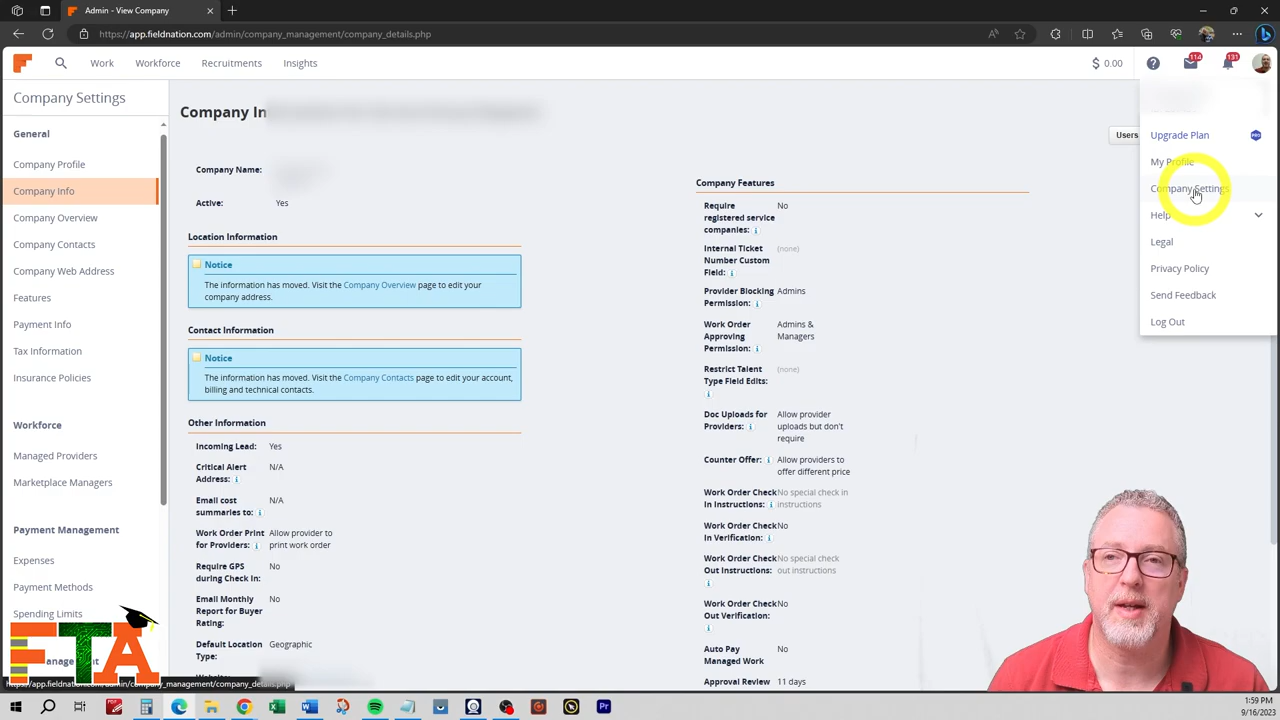 Admin - View Company
https://app.fieldnation.com/admin/company_management/company_details.php
Work
Workforce
Recruitments
Insights
$ 0.00
114
131
Company Settings
General
Company Profile
Company Info
Company Overview
Company Contacts
Company Web Address
Features
Payment Info
Tax Information
Insurance Policies
Workforce
Managed Providers
Marketplace Managers
Payment Management
Expenses
Payment Methods
Spending Limits
Company In
Company Name:
Active: Yes
Location Information
Notice
The information has moved. Visit the Company Overview page to edit your
company address.
Contact Information
Notice
The information has moved. Visit the Company Contacts page to edit your account,
billing and technical contacts.
Other Information
Incoming Lead: Yes
Critical Alert N/A
Address:
Email cost N/A
summaries to:
Work Order Print Allow provider to
for Providers: print work order
Require GPS No
during Check In:
Email Monthly No
Report for Buyer
Rating:
Default Location Geographic
Type:
Users
Company Features
Require No
registered service
companies:
Internal Ticket (none)
Number Custom
Field:
Provider Blocking Admins
Permission:
Work Order Admins &
Approving Managers
Permission:
Restrict Talent (none)
Type Field Edits:
Doc Uploads for Allow provider
Providers: uploads but don't
require
Counter Offer: Allow providers to
offer different price
Work Order Check No special check in
In Instructions: instructions
Work Order Check No
In Verification:
Work Order Check No special check
Out Instructions: out instructions
Work Order Check No
Out Verification:
Auto Pay No
Managed Work
Approval Review 11 days
Upgrade Plan
PRO
My Profile
Company Settings
Help
Legal
Privacy Policy
Send Feedback
Log Out
FTA
https://app.fieldnation.com/admin/company_management/company_details.php
1:59 PM
9/16/2023